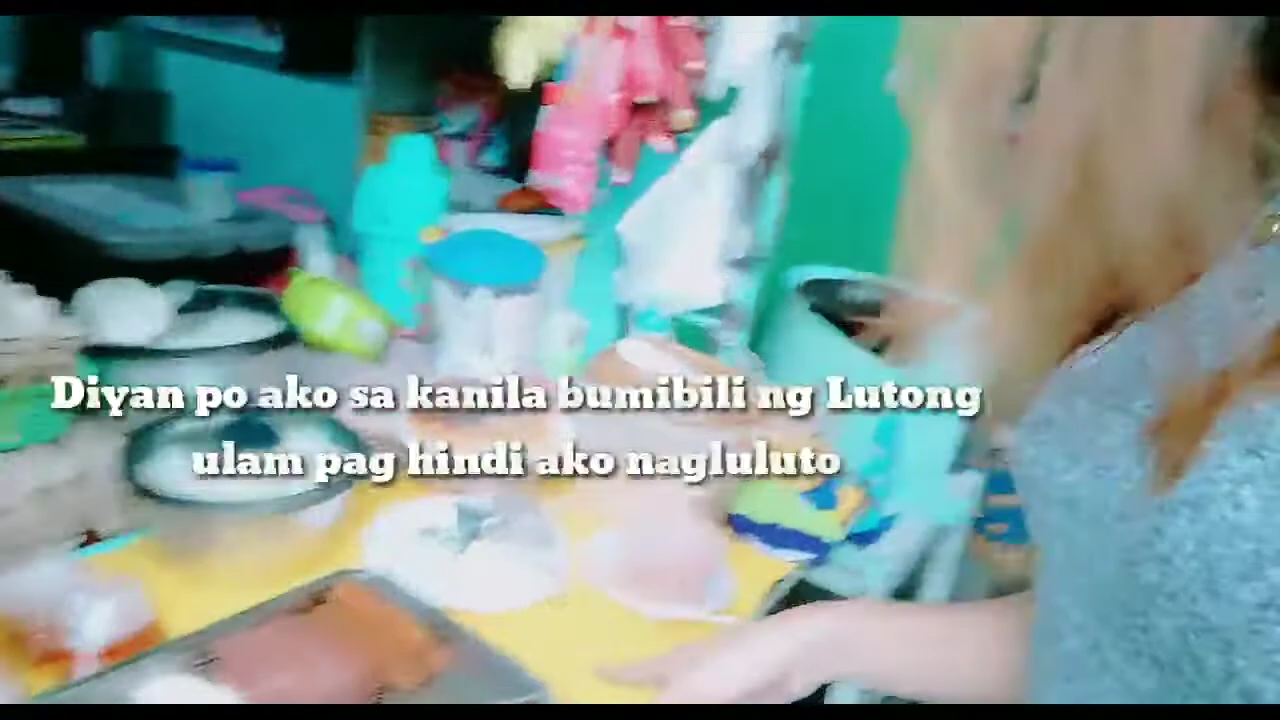 Diyan po ako sa kanila bumibili ng Lutong
ulam pag hindi ako nagluluto